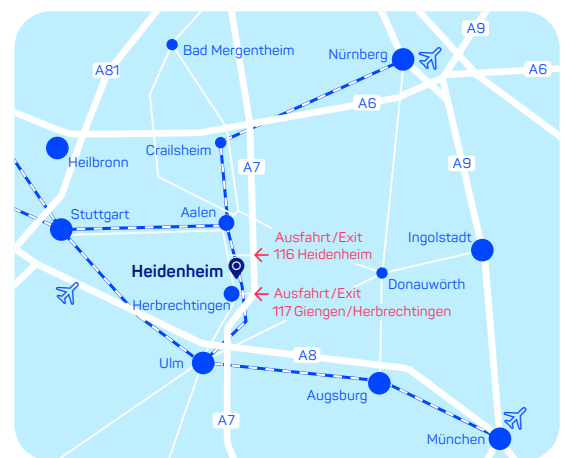 A9
Bad Mergentheim
Nürnberg
A81
A6
A6
Crailsheim
Heilbronn
A7
A9
Stuttgart
Aalen
Ausfahrt/Exit
116 Heidenheim
Ingolstadt
Heidenheim
Donauwörth
Ausfahrt/Exit
117 Giengen/Herbrechtingen
Herbrechtingen
Ulm
A8
Augsburg
A7
München